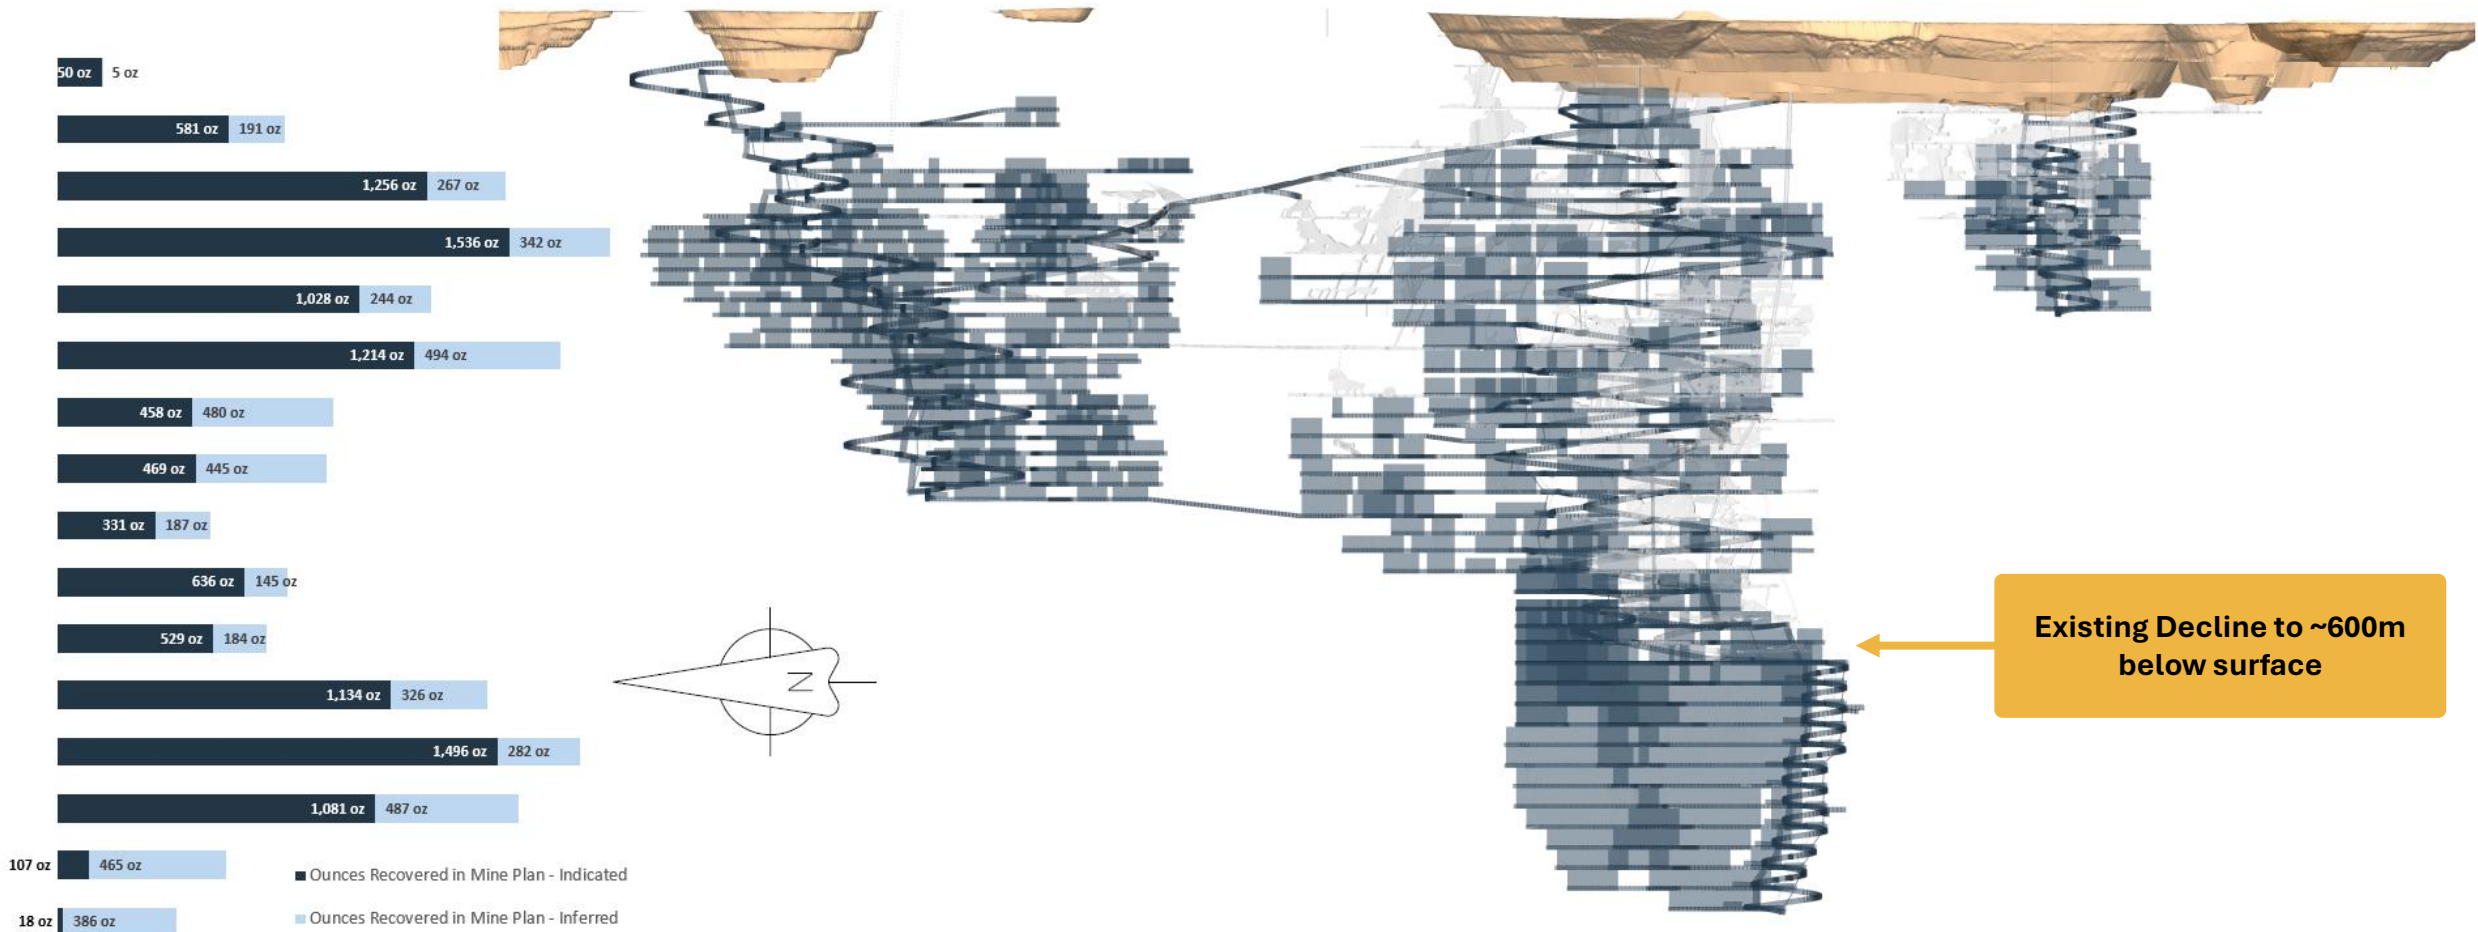 50 oz 5 oz
581 oz 191 oz
1,256 oz 267 oz
1,536 oz 342 oz
1,028 oz 244 oz
1,214 oz 494 oz
458 oz 480 oz
469 oz 445 oz
331 oz 187 oz
636 oz 145 oz
529 oz 184 oz
1,134 oz 326 oz
1,496 oz 282 oz
1,081 oz 487 oz
107 oz 465 oz
18 oz 386 oz
Ounces Recovered in Mine Plan - Indicated
Ounces Recovered in Mine Plan - Inferred
N
Existing Decline to ~600m
below surface